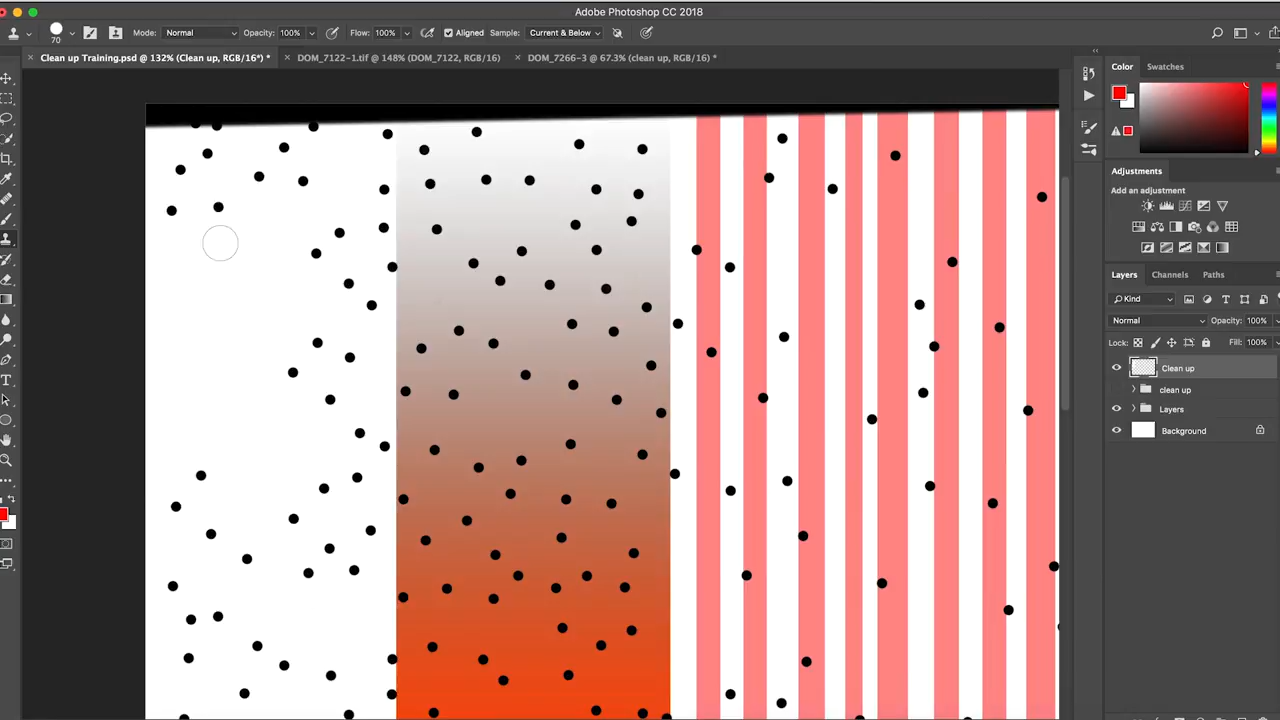 Adobe Photoshop CC 2018
70 Mode: Normal Opacity: 100% Flow: 100% Aligned Sample: Current & Below
Clean up Training.psd @ 132% (Clean up, RGB/16*) * DOM_7122-1.tif @ 148% (DOM_7122, RGB/16) DOM_7266-3 @ 67.3% (clean up, RGB/16) *
Color Swatches
Adjustments
Add an adjustment
Layers Channels Paths
Kind
Normal Opacity: 100%
Lock: Fill: 100%
Clean up
clean up
Layers
Background